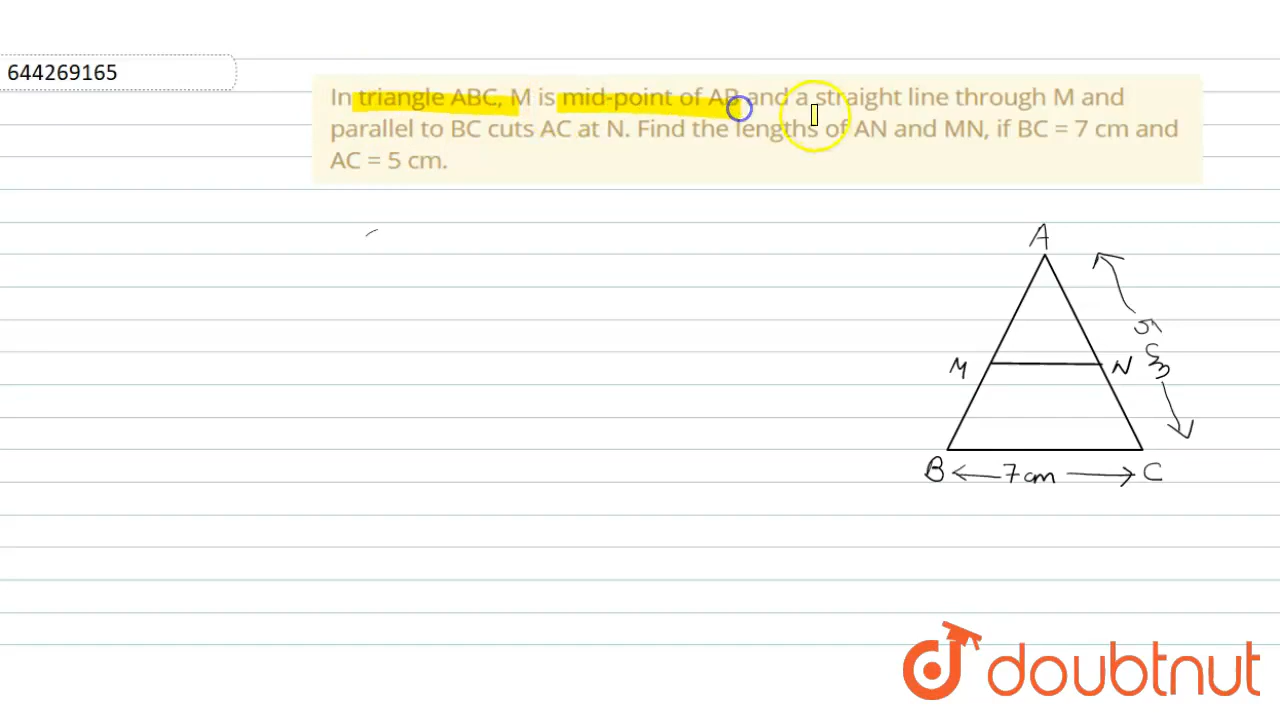 644269165
In triangle ABC, M is mid-point of AB and a straight line through M and
parallel to BC cuts AC at N. Find the lengths of AN and MN, if BC = 7 cm and
AC = 5 cm.
A
5 cm
M
N
B
7 cm
C
doubtnut